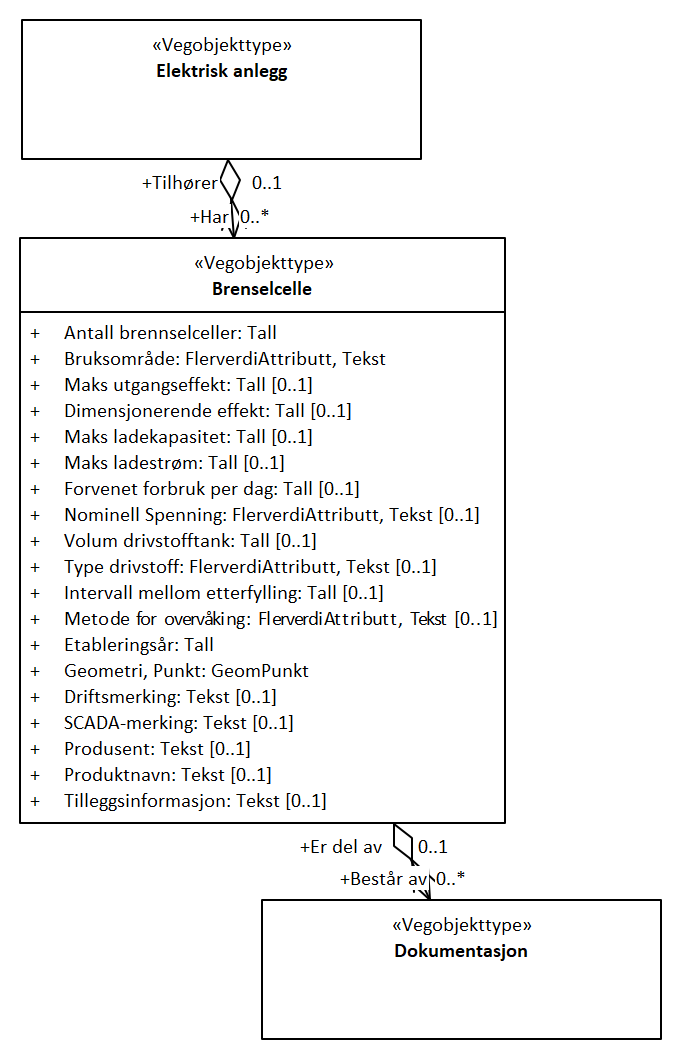 «Vegobjekttype»
Elektrisk anlegg
+Tilhører 0..1
+Har 0..*
«Vegobjekttype»
Brenselcelle
+ Antall brennselceller: Tall
+ Bruksområde: FlerverdiAttributt, Tekst
+ Maks utgangseffekt: Tall [0..1]
+ Dimensjonerende effekt: Tall [0..1]
+ Maks ladekapasitet: Tall [0..1]
+ Maks ladestrøm: Tall [0..1]
+ Forvenet forbruk per dag: Tall [0..1]
+ Nominell Spenning: FlerverdiAttributt, Tekst [0..1]
+ Volum drivstofftank: Tall [0..1]
+ Type drivstoff: FlerverdiAttributt, Tekst [0..1]
+ Intervall mellom etterfylling: Tall [0..1]
+ Metode for overvåking: FlerverdiAttributt, Tekst [0..1]
+ Etableringsår: Tall
+ Geometri, Punkt: GeomPunkt
+ Driftsmerking: Tekst [0..1]
+ SCADA-merking: Tekst [0..1]
+ Produsent: Tekst [0..1]
+ Produktnavn: Tekst [0..1]
+ Tilleggsinformasjon: Tekst [0..1]
+Er del av 0..1
+Består av 0..*
«Vegobjekttype»
Dokumentasjon